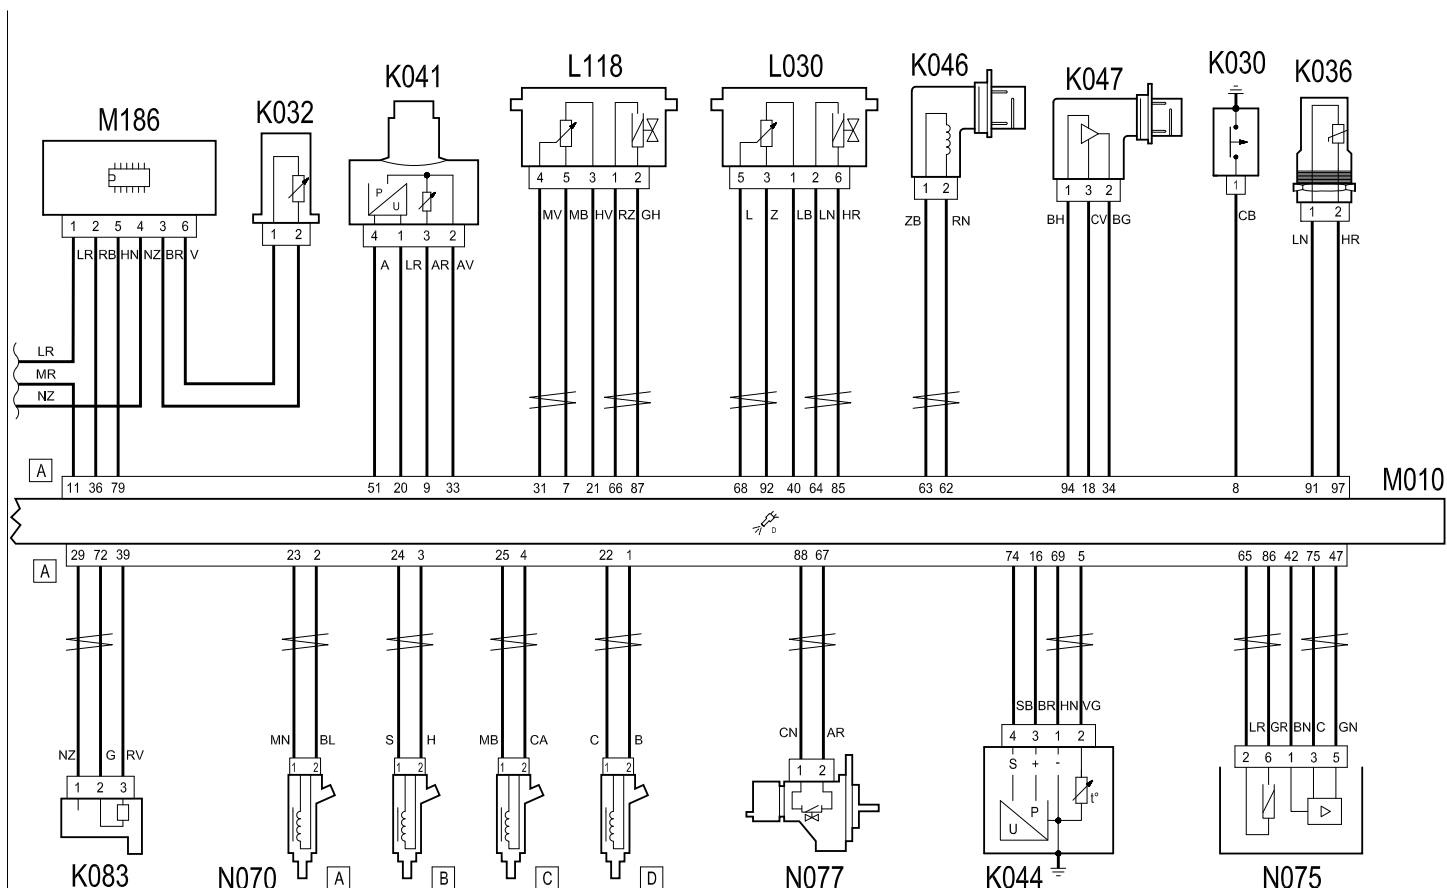 M186 K032 K041 L118 L030 K046 K047 K030 K036
P U
1 2 5 4 3 6
1 2
4 1 3 2
4 5 3 1 2
5 3 1 2 6
1 2
1 3 2
1
1 2
LR RB HN NZ BR V
A LR AR AV
MV MB HV RZ GH
L Z LB LN HR
ZB RN
BH CV BG
CB
LN HR
LR
MR
NZ
A
11 36 79 51 20 9 33 31 7 21 66 87 68 92 40 64 85 63 62 94 18 34 8 91 97
M010
D
A
29 72 39 23 2 24 3 25 4 22 1 88 67 74 16 69 5 65 86 42 75 47
NZ G RV
MN BL
S H
MB CA
C B
CN AR
SB BR HN VG
LR GR BN C GN
1 2 3
1 2
1 2
1 2
1 2
1 2
4 3 1 2
2 6 1 3 5
S + -
t°
P U
K083 N070 A B C D N077 K044 N075